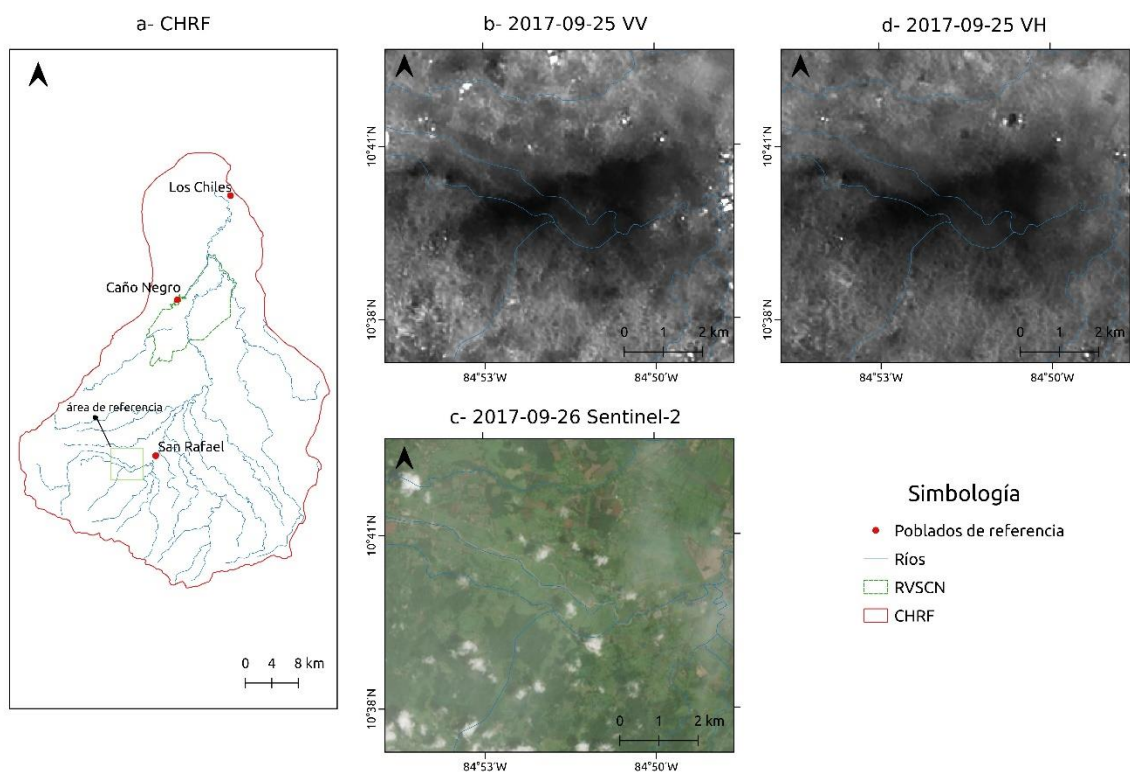 a- CHRF
Los Chiles
Caño Negro
área de referencia
San Rafael
0 4 8 km
b- 2017-09-25 VV
10°41'N
10°38'N
0 1 2 km
84°53'W 84°50'W
d- 2017-09-25 VH
10°41'N
10°38'N
0 1 2 km
84°53'W 84°50'W
c- 2017-09-26 Sentinel-2
10°41'N
10°38'N
0 1 2 km
84°53'W 84°50'W
Simbología
Poblados de referencia
Ríos
RVSCN
CHRF